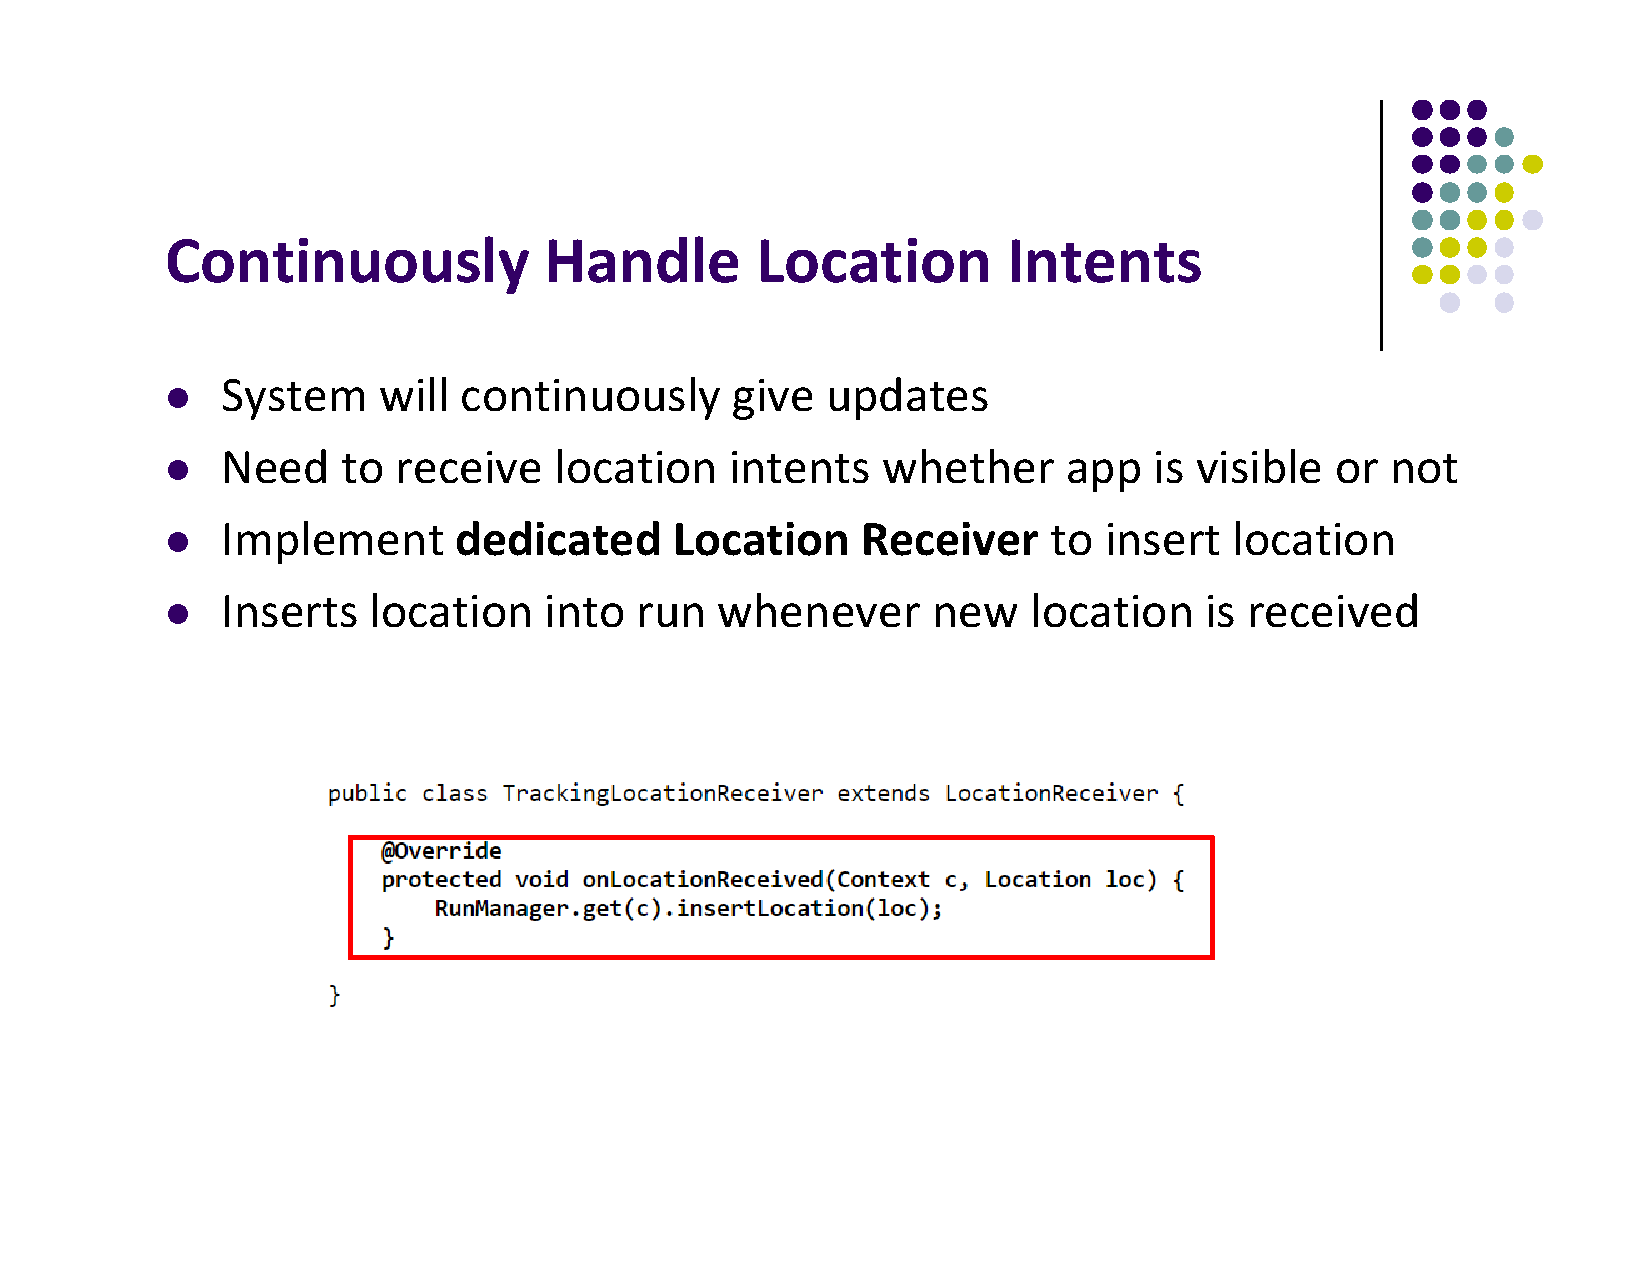 Continuously Handle Location Intents
System will continuously give updates
Need to receive location intents whether app is visible or not
Implement dedicated Location Receiver to insert location
Inserts location into run whenever new location is received
public class TrackingLocationReceiver extends LocationReceiver {
@Override
protected void onLocationReceived(Context c, Location loc) {
RunManager.get(c).insertLocation(loc);
}
}